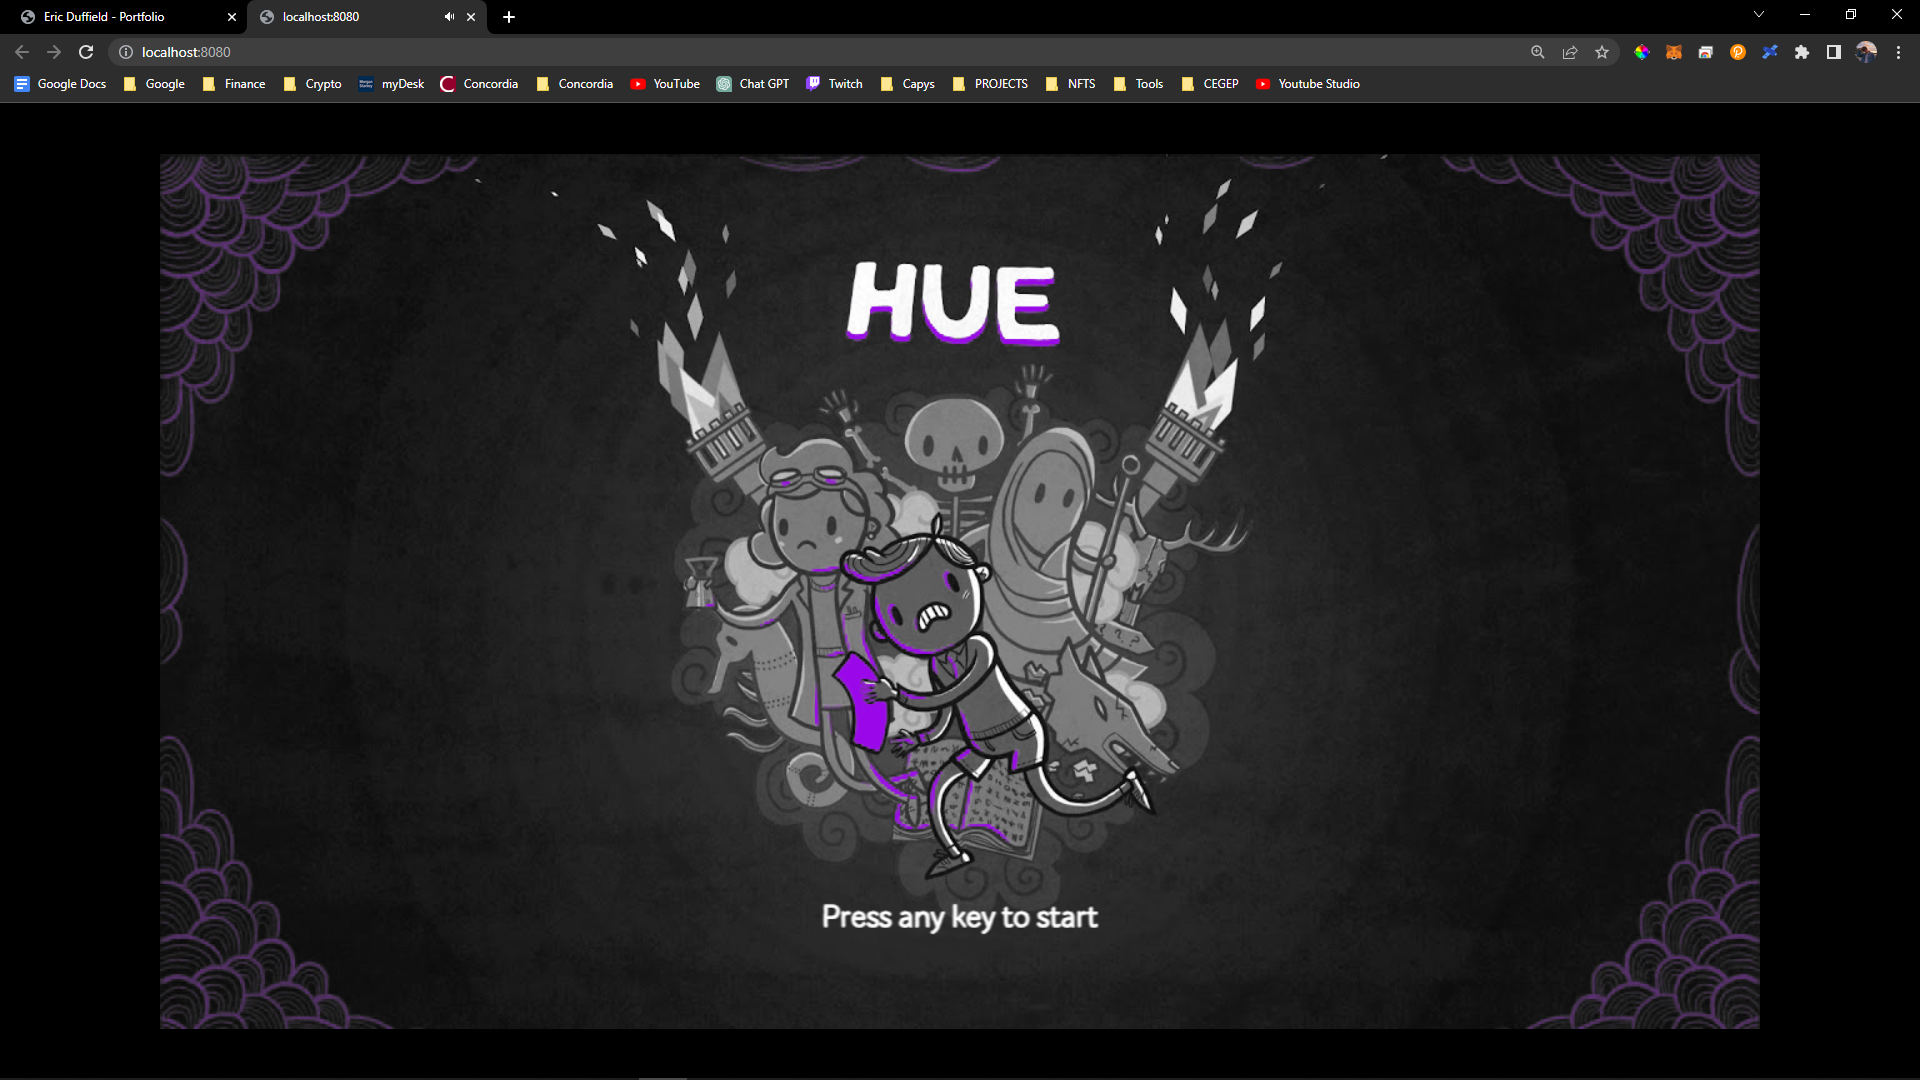 Eric Duffield - Portfolio
localhost:8080
localhost:8080
Google Docs
Google
Finance
Crypto
myDesk
Concordia
Concordia
YouTube
Chat GPT
Twitch
Capys
PROJECTS
NFTS
Tools
CEGEP
Youtube Studio
HUE
Press any key to start